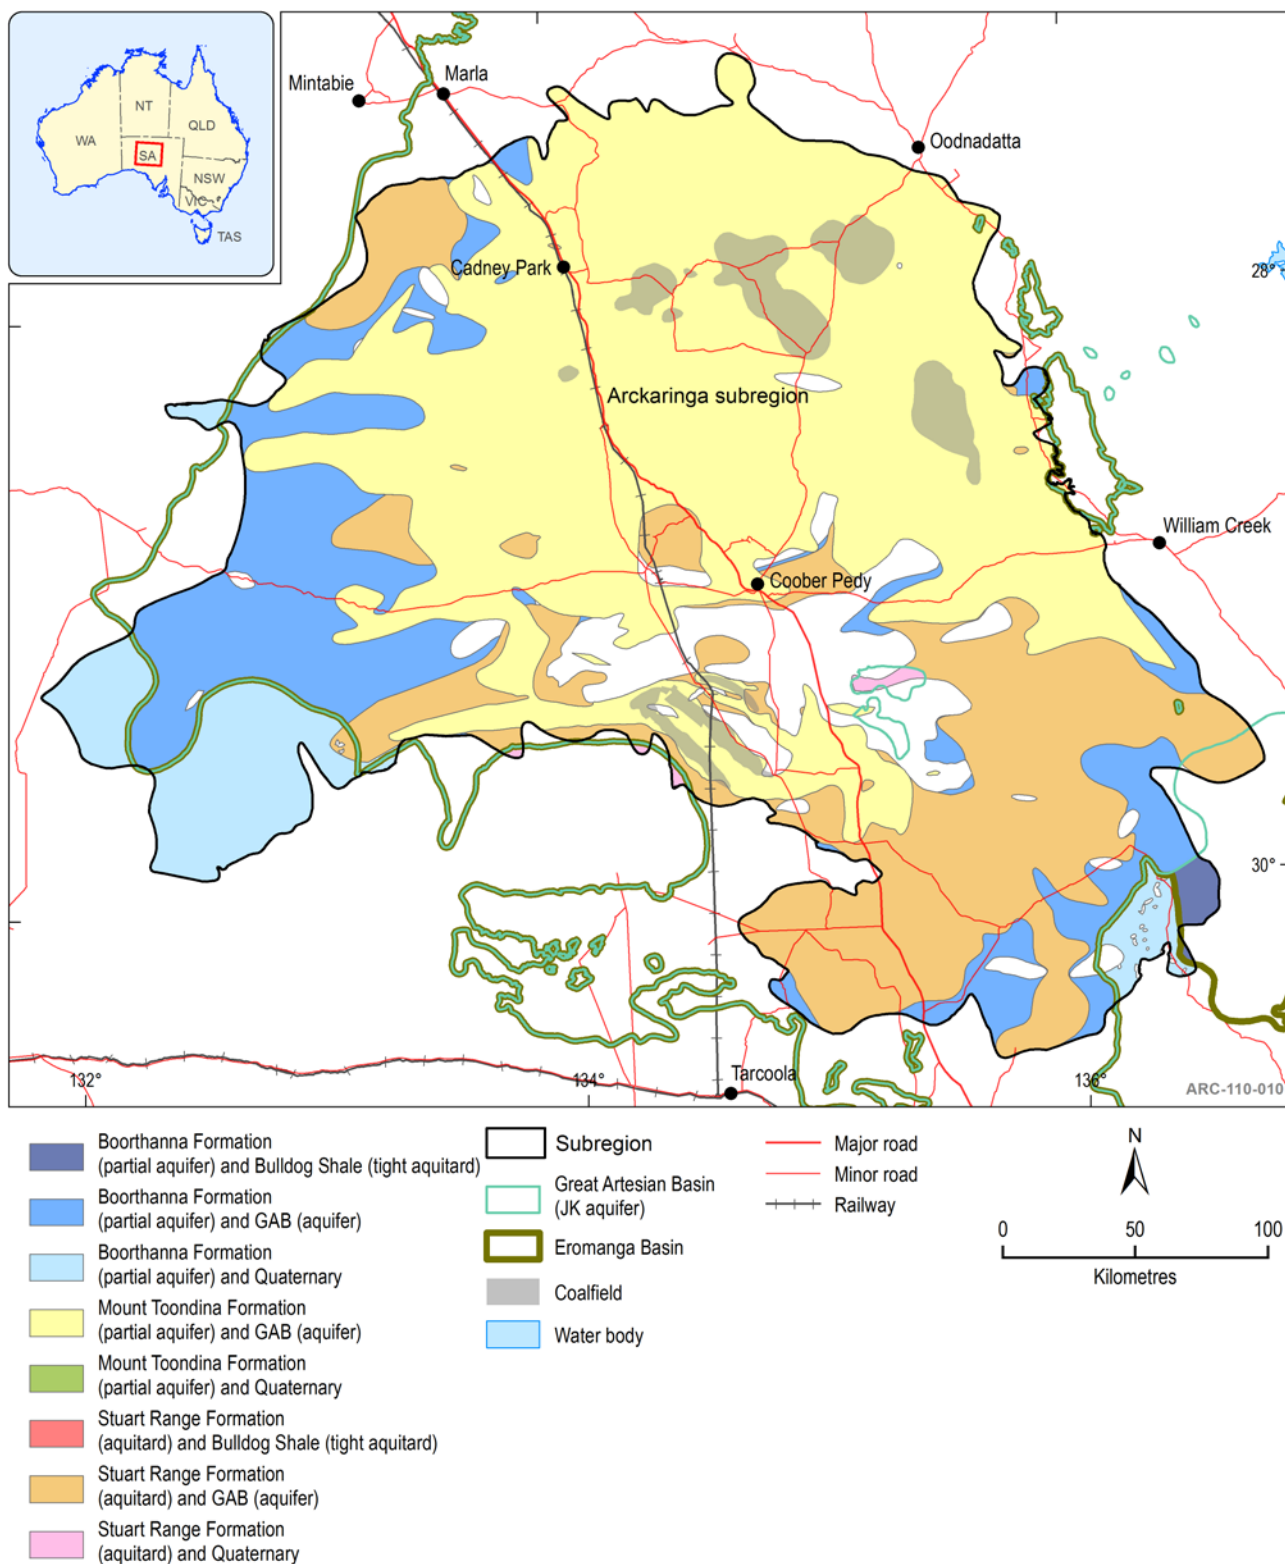 NT
WA
QLD
SA
NSW
VIC
TAS
Mintabie
Marla
Oodnadatta
Cadney Park
28°
Arckaringa subregion
William Creek
Coober Pedy
30°
132°
134°
Tarcoola
136°
ARC-110-010
Boorthanna Formation
(partial aquifer) and Bulldog Shale (tight aquitard)
Boorthanna Formation
(partial aquifer) and GAB (aquifer)
Boorthanna Formation
(partial aquifer) and Quaternary
Mount Toondina Formation
(partial aquifer) and GAB (aquifer)
Mount Toondina Formation
(partial aquifer) and Quaternary
Stuart Range Formation
(aquitard) and Bulldog Shale (tight aquitard)
Stuart Range Formation
(aquitard) and GAB (aquifer)
Stuart Range Formation
(aquitard) and Quaternary
Subregion
Great Artesian Basin
(JK aquifer)
Eromanga Basin
Coalfield
Water body
Major road
Minor road
Railway
N
0 50 100
Kilometres